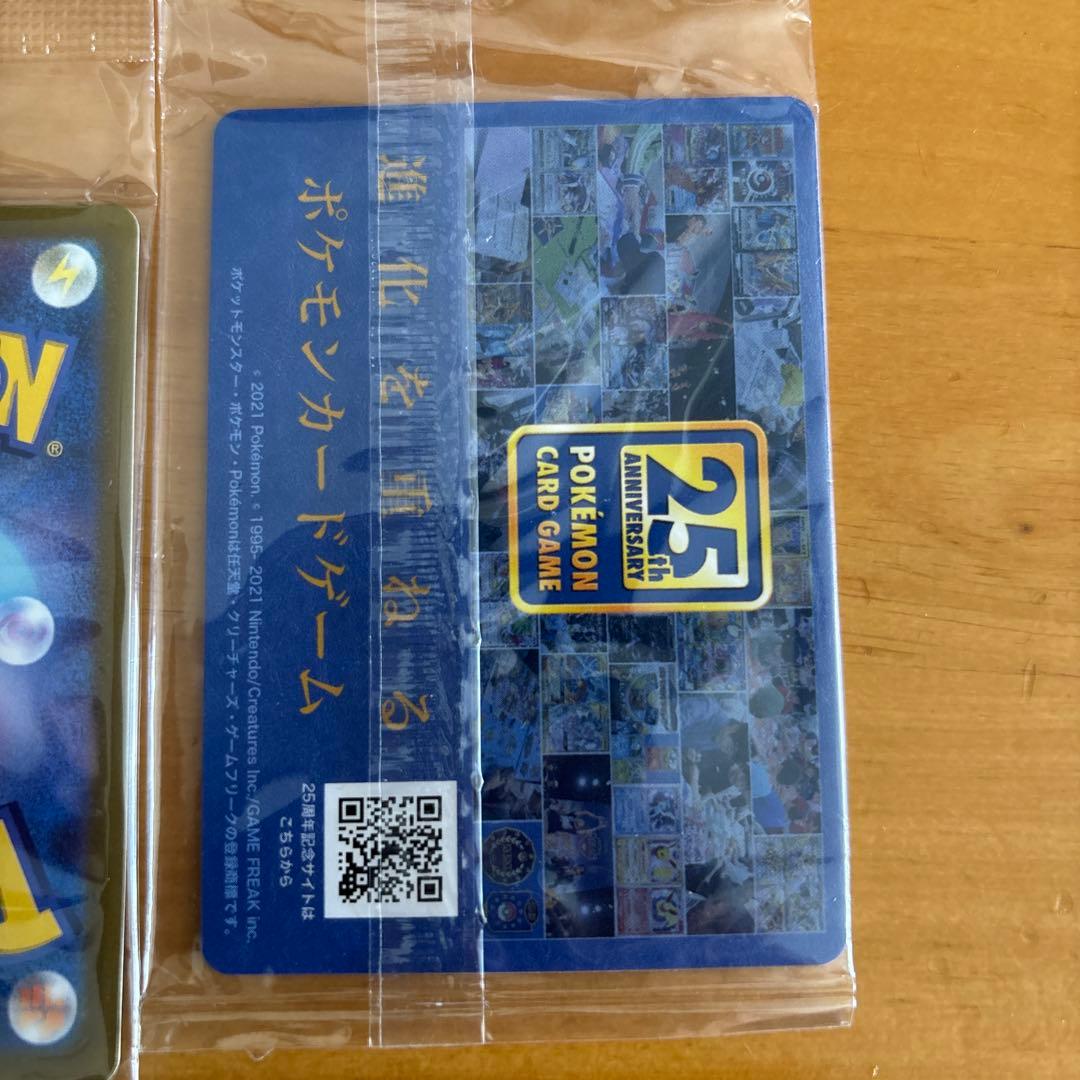 25th
ANNIVERSARY
POKÉMON
CARD GAME
進化を重ねる
ポケモンカードゲーム
25周年記念サイトは
こちらから
©2021 Pokémon. ©1995-2021 Nintendo/Creatures Inc./GAME FREAK inc.
ポケットモンスター・ポケモン・Pokémonは任天堂・クリーチャーズ・ゲームフリークの登録商標です。
®